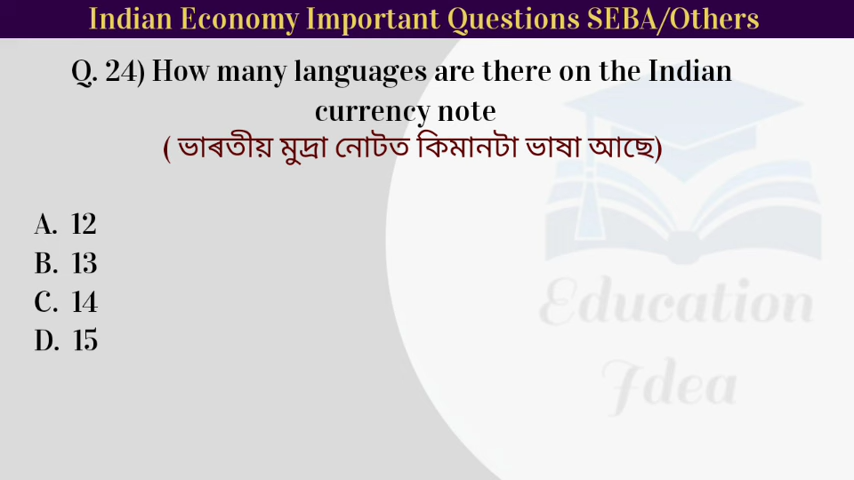 Indian Economy Important Questions SEBA/Others
Q. 24) How many languages are there on the Indian
currency note
( ভাৰতীয় মুদ্ৰা নোটত কিমানটা ভাষা আছে)
A. 12
B. 13
C. 14
D. 15
Education
Idea